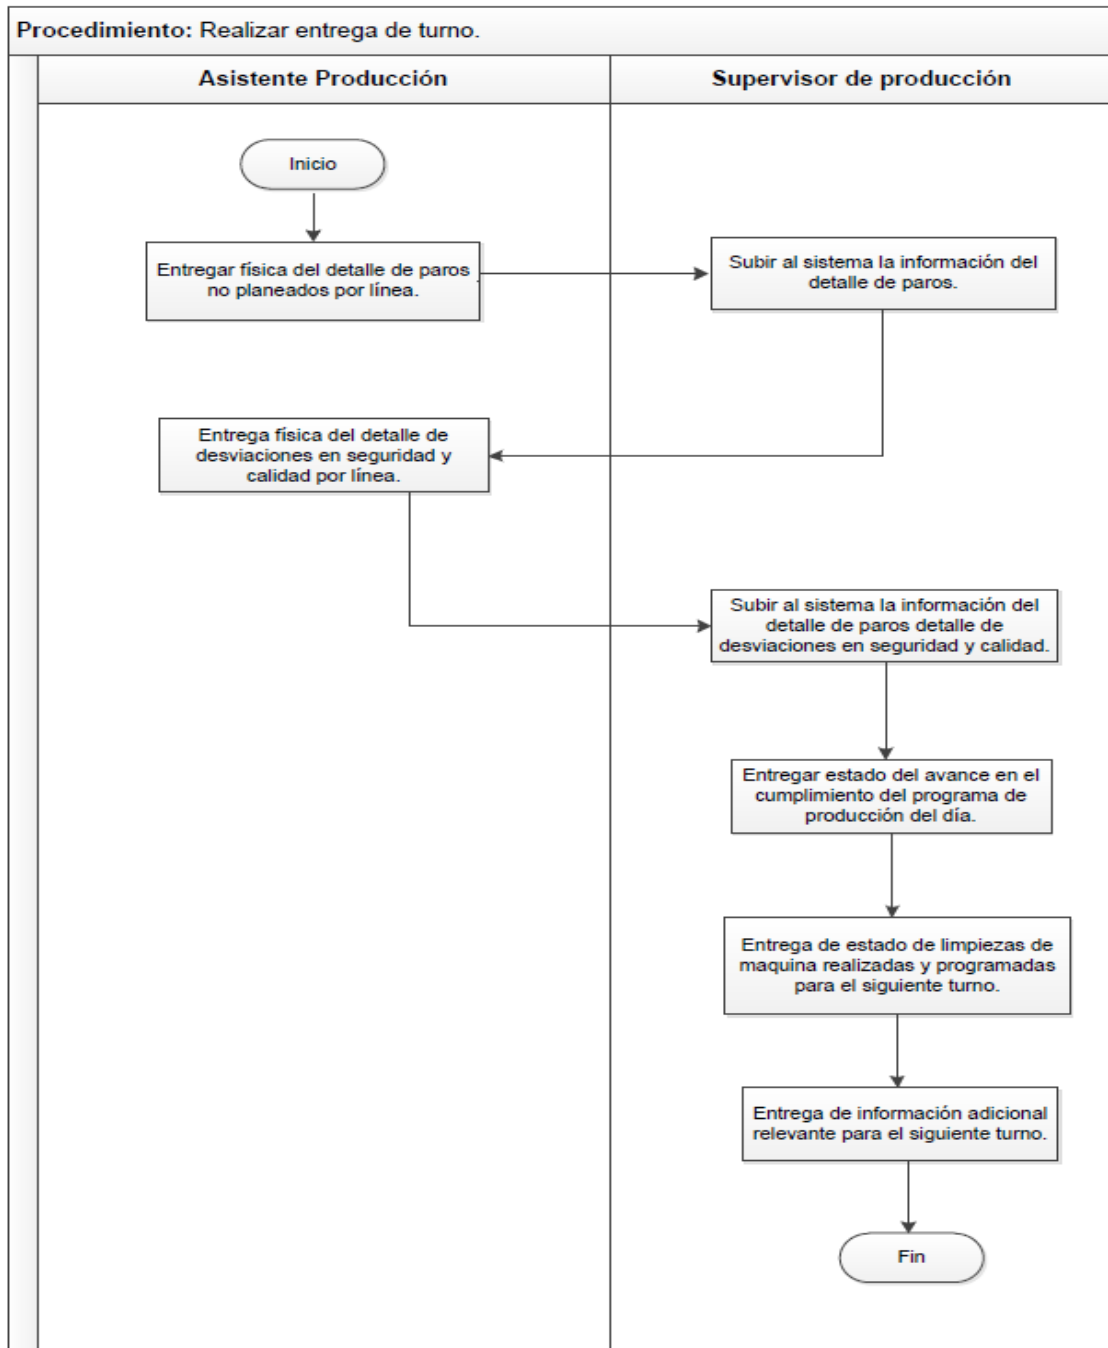 Procedimiento: Realizar entrega de turno.
Asistente Producción
Supervisor de producción
Inicio
Entregar física del detalle de paros
no planeados por línea.
Subir al sistema la información del
detalle de paros.
Entrega física del detalle de
desviaciones en seguridad y
calidad por línea.
Subir al sistema la información del
detalle de paros detalle de
desviaciones en seguridad y calidad.
Entregar estado del avance en el
cumplimiento del programa de
producción del día.
Entrega de estado de limpiezas de
maquina realizadas y programadas
para el siguiente turno.
Entrega de información adicional
relevante para el siguiente turno.
Fin